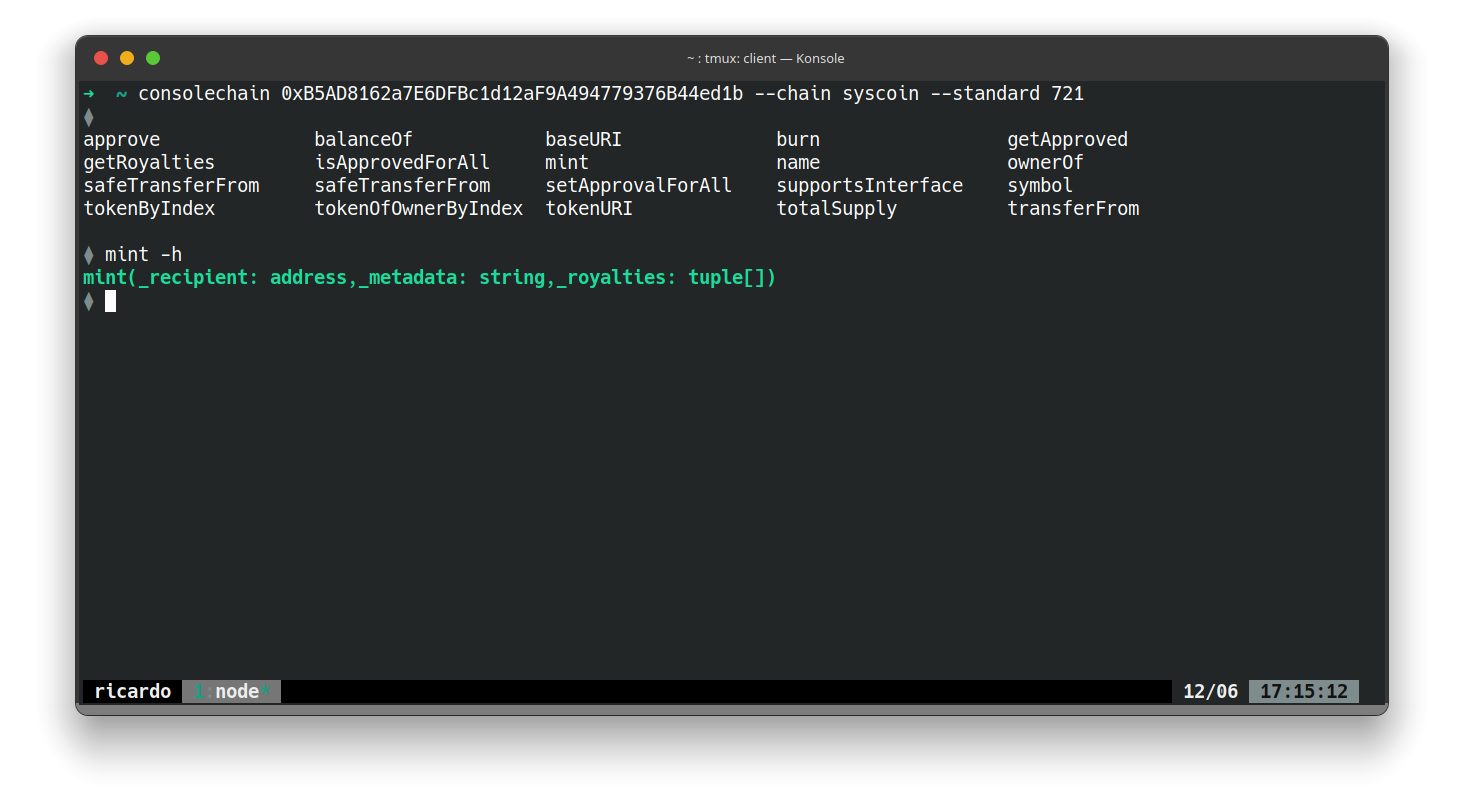 ~ : tmux: client — Konsole
➜  ~ consolechain 0xB5AD8162a7E6DFBc1d12aF9A494779376B44ed1b --chain syscoin --standard 721
⧫
approve              balanceOf            baseURI              burn                 getApproved
getRoyalties         isApprovedForAll     mint                 name                 ownerOf
safeTransferFrom     safeTransferFrom     setApprovalForAll    supportsInterface    symbol
tokenByIndex         tokenOfOwnerByIndex  tokenURI             totalSupply          transferFrom
⧫ mint -h
mint(_recipient: address,_metadata: string,_royalties: tuple[])
⧫
ricardo 1:node* 12/06 17:15:12